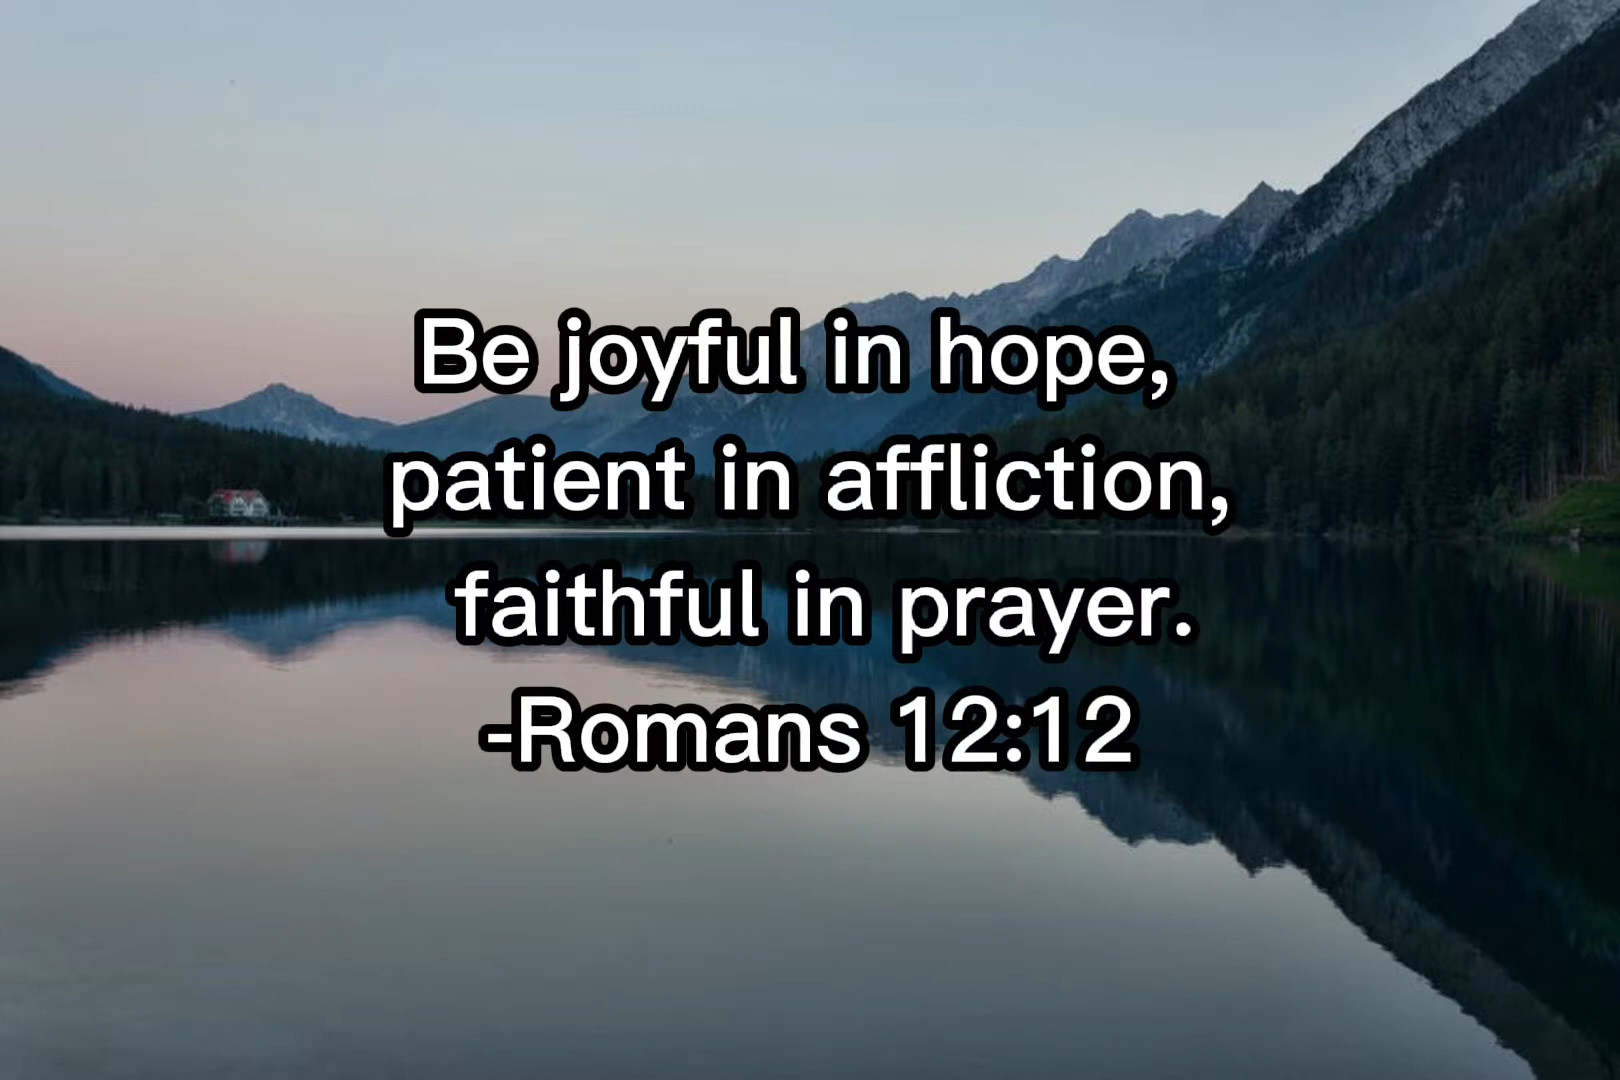 Be joyful in hope,
patient in affliction,
faithful in prayer.
-Romans 12:12